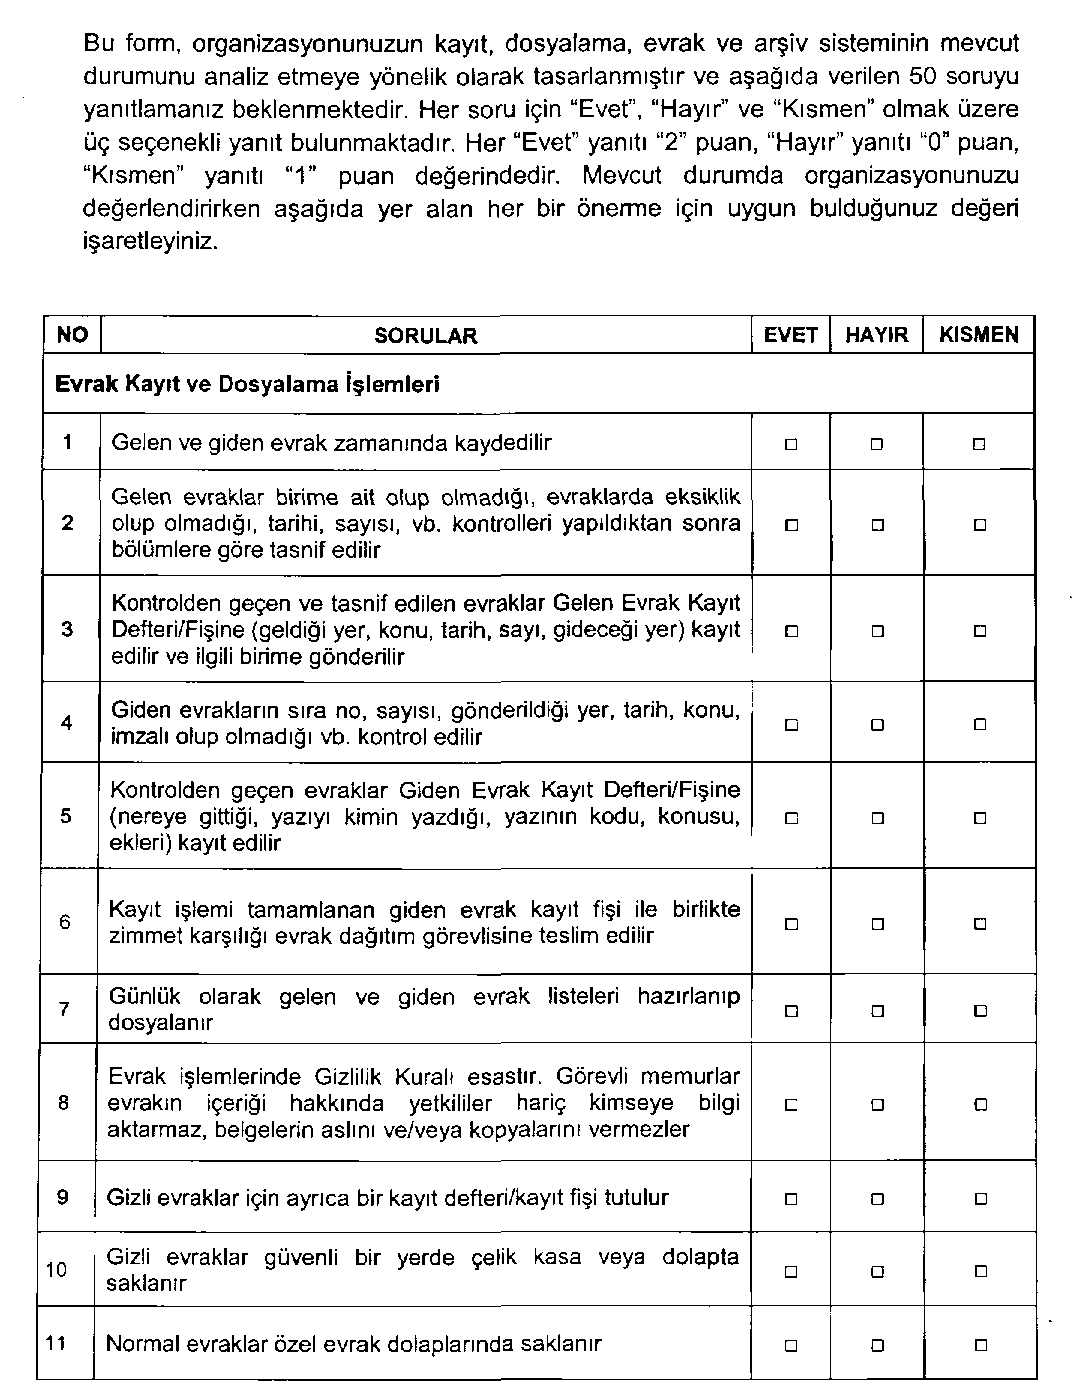 Bu form, organizasyonunuzun kayıt, dosyalama, evrak ve arşiv sisteminin mevcut
durumunu analiz etmeye yönelik olarak tasarlanmıştır ve aşağıda verilen 50 soruyu
yanıtlamanız beklenmektedir. Her soru için “Evet”, “Hayır” ve “Kısmen” olmak üzere
üç seçenekli yanıt bulunmaktadır. Her “Evet” yanıtı “2” puan, “Hayır” yanıtı “0” puan,
“Kısmen” yanıtı “1” puan değerindedir. Mevcut durumda organizasyonunuzu
değerlendirirken aşağıda yer alan her bir önerme için uygun bulduğunuz değeri
işaretleyiniz.
NO SORULAR EVET HAYIR KISMEN
Evrak Kayıt ve Dosyalama İşlemleri
1 Gelen ve giden evrak zamanında kaydedilir
Gelen evraklar birime ait olup olmadığı, evraklarda eksiklik
2 olup olmadığı, tarihi, sayısı, vb. kontrolleri yapıldıktan sonra
bölümlere göre tasnif edilir
Kontrolden geçen ve tasnif edilen evraklar Gelen Evrak Kayıt
3 Defteri/Fişine (geldiği yer, konu, tarih, sayı, gideceği yer) kayıt
edilir ve ilgili birime gönderilir
4 Giden evrakların sıra no, sayısı, gönderildiği yer, tarih, konu,
imzalı olup olmadığı vb. kontrol edilir
Kontrolden geçen evraklar Giden Evrak Kayıt Defteri/Fişine
5 (nereye gittiği, yazıyı kimin yazdığı, yazının kodu, konusu,
ekleri) kayıt edilir
6 Kayıt işlemi tamamlanan giden evrak kayıt fişi ile birlikte
zimmet karşılığı evrak dağıtım görevlisine teslim edilir
7 Günlük olarak gelen ve giden evrak listeleri hazırlanıp
dosyalanır
Evrak işlemlerinde Gizlilik Kuralı esastır. Görevli memurlar
8 evrakın içeriği hakkında yetkililer hariç kimseye bilgi
aktarmaz, belgelerin aslını ve/veya kopyalarını vermezler
9 Gizli evraklar için ayrıca bir kayıt defteri/kayıt fişi tutulur
10 Gizli evraklar güvenli bir yerde çelik kasa veya dolapta
saklanır
11 Normal evraklar özel evrak dolaplarında saklanır